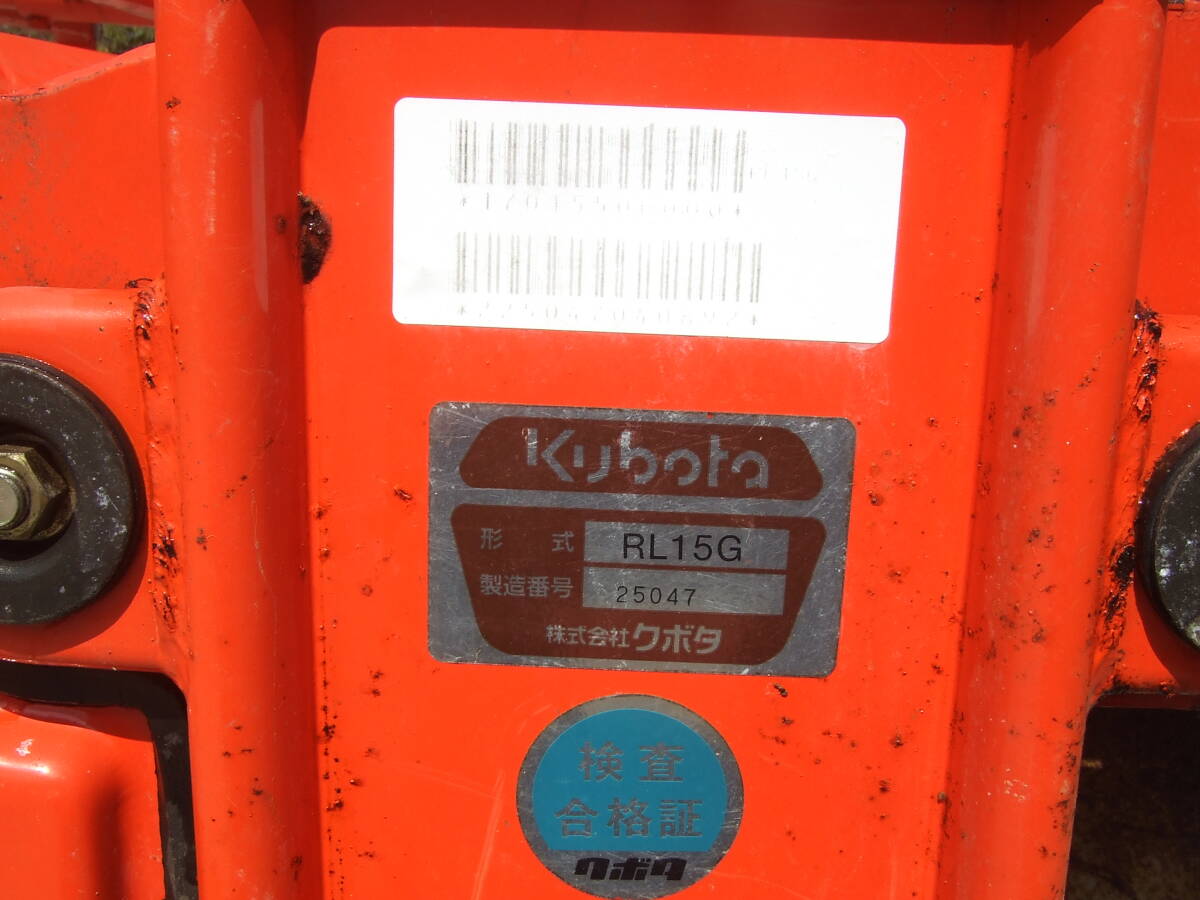 Kubota
形式 RL15G
製造番号 25047
株式会社クボタ
検査
合格証
クボタ